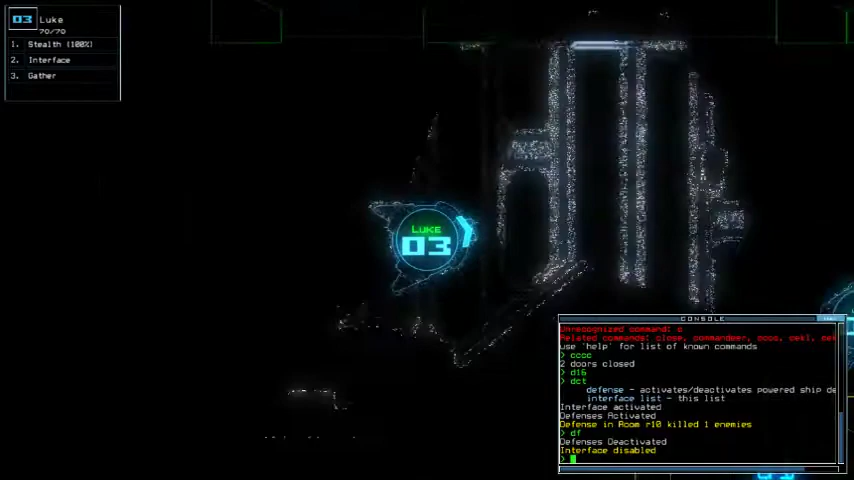 03 Luke
70/70
1. Stealth (100%)
2. Interface
3. Gather
Luke
03
CONSOLE
Unrecognized command: o
Related commands: close, commandeer, cccc, cekl,
use 'help' for list of known commands
> cccc
2 doors closed
> d16
> dct
defense - activates/deactivates powered ship de
interface list - this list
Interface activated
Defenses Activated
Defense in Room r10 killed 1 enemies
> df
Defenses Deactivated
Interface disabled
>